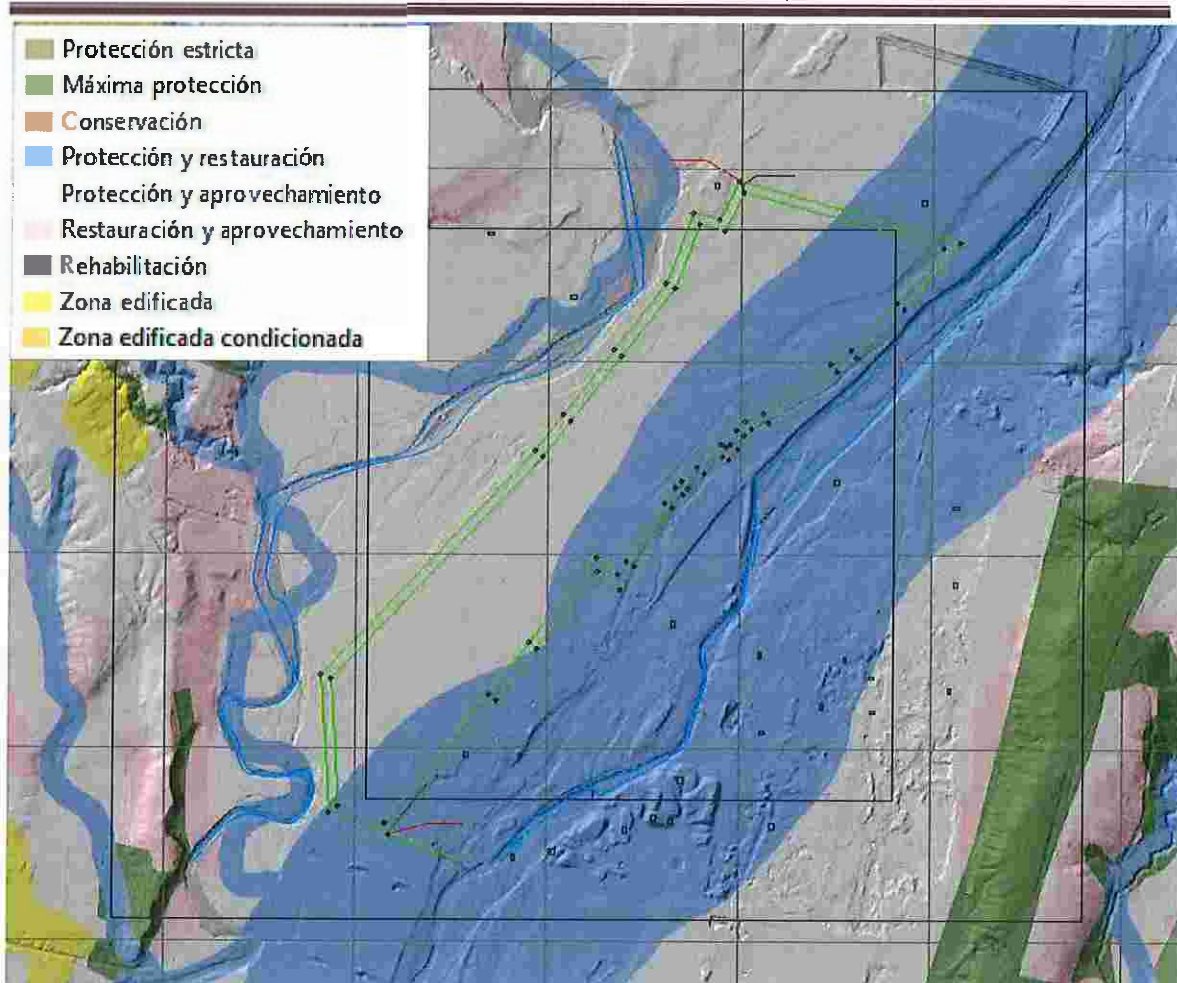 Protección estricta
Máxima protección
Conservación
Protección y restauración
Protección y aprovechamiento
Restauración y aprovechamiento
Rehabilitación
Zona edificada
Zona edificada condicionada